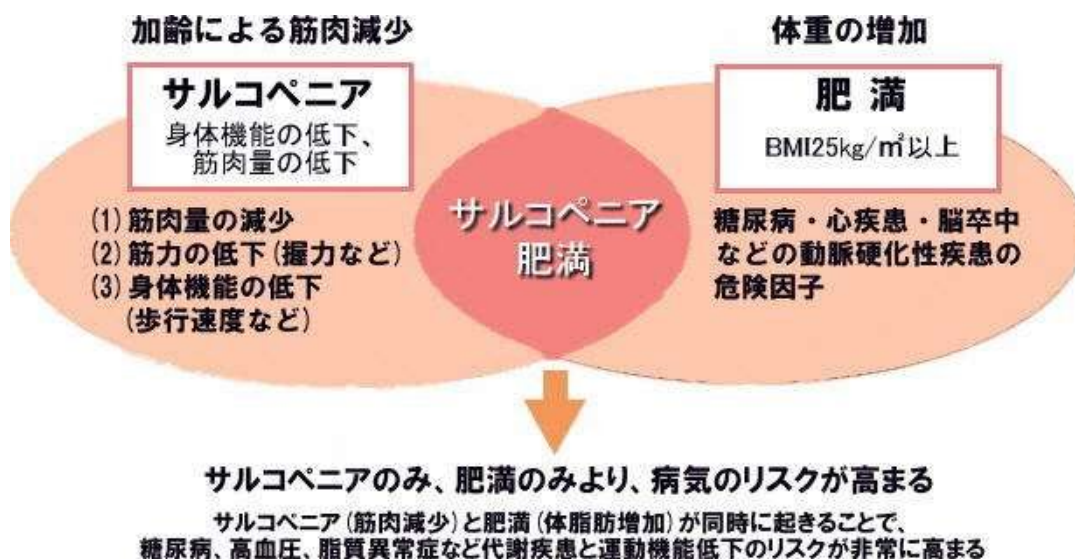 加齢による筋肉減少
サルコペニア
身体機能の低下、
筋肉量の低下
(1) 筋肉量の減少
(2) 筋力の低下(握力など)
(3) 身体機能の低下
(歩行速度など)
サルコペニア
肥満
体重の増加
肥 満
BMI25kg/㎡以上
糖尿病・心疾患・脳卒中
などの動脈硬化性疾患の
危険因子
サルコペニアのみ、肥満のみより、病気のリスクが高まる
サルコペニア(筋肉減少)と肥満(体脂肪増加)が同時に起きることで、
糖尿病、高血圧、脂質異常症など代謝疾患と運動機能低下のリスクが非常に高まる